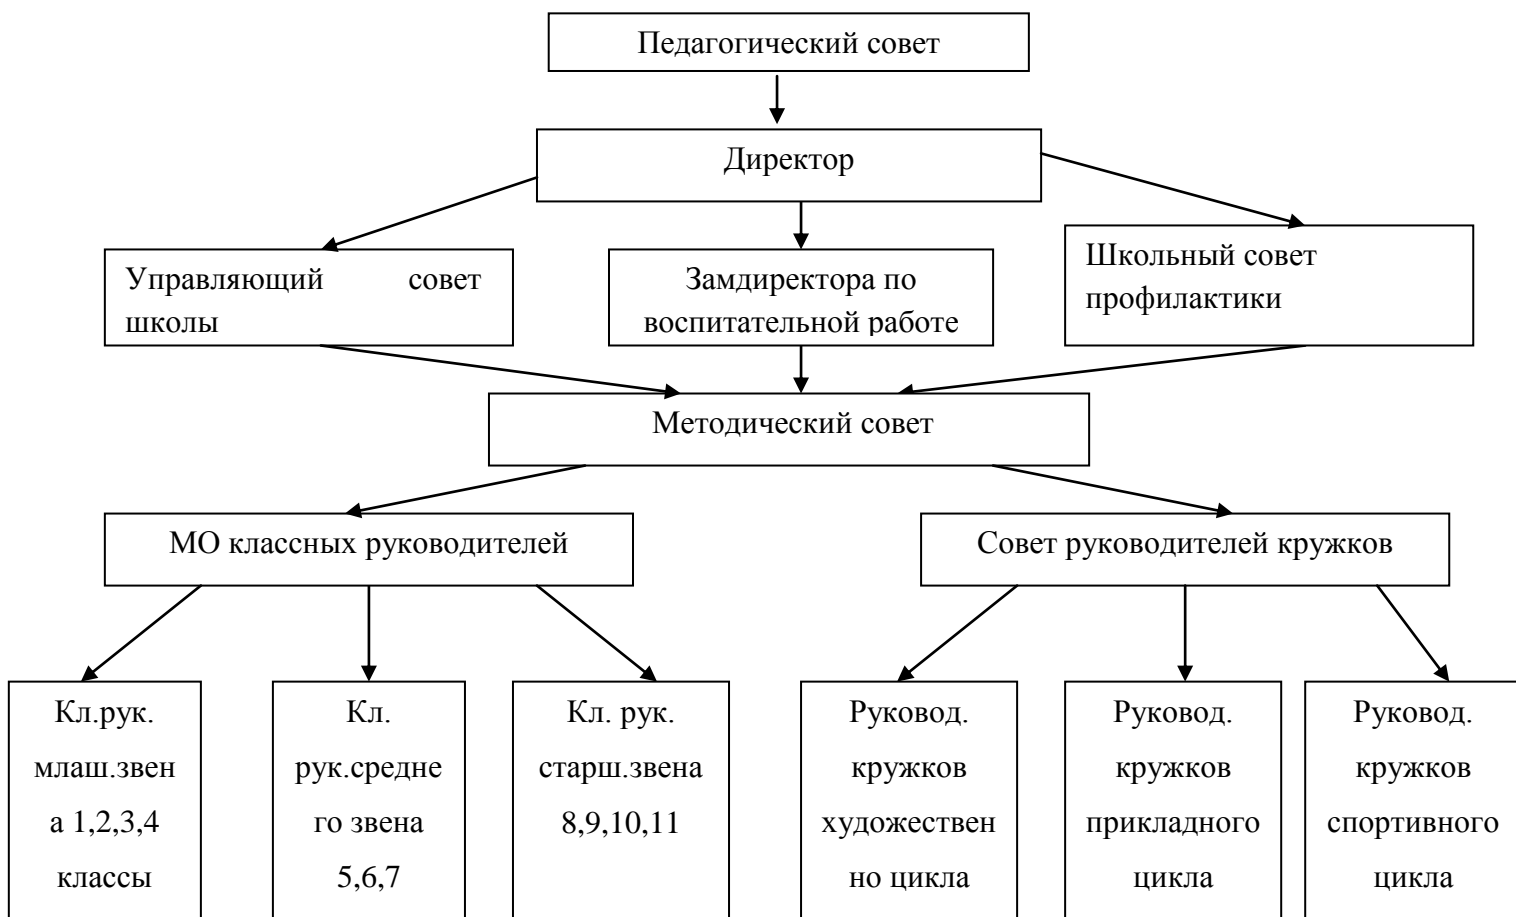 Педагогический совет
Директор
Управляющий совет
школы
Замдиректора по
воспитательной работе
Школьный совет
профилактики
Методический совет
МО классных руководителей
Совет руководителей кружков
Кл.рук.
млаш.звен
а 1,2,3,4
классы
Кл.
рук.средне
го звена
5,6,7
Кл. рук.
старш.звена
8,9,10,11
Руковод.
кружков
художествен
но цикла
Руковод.
кружков
прикладного
цикла
Руковод.
кружков
спортивного
цикла